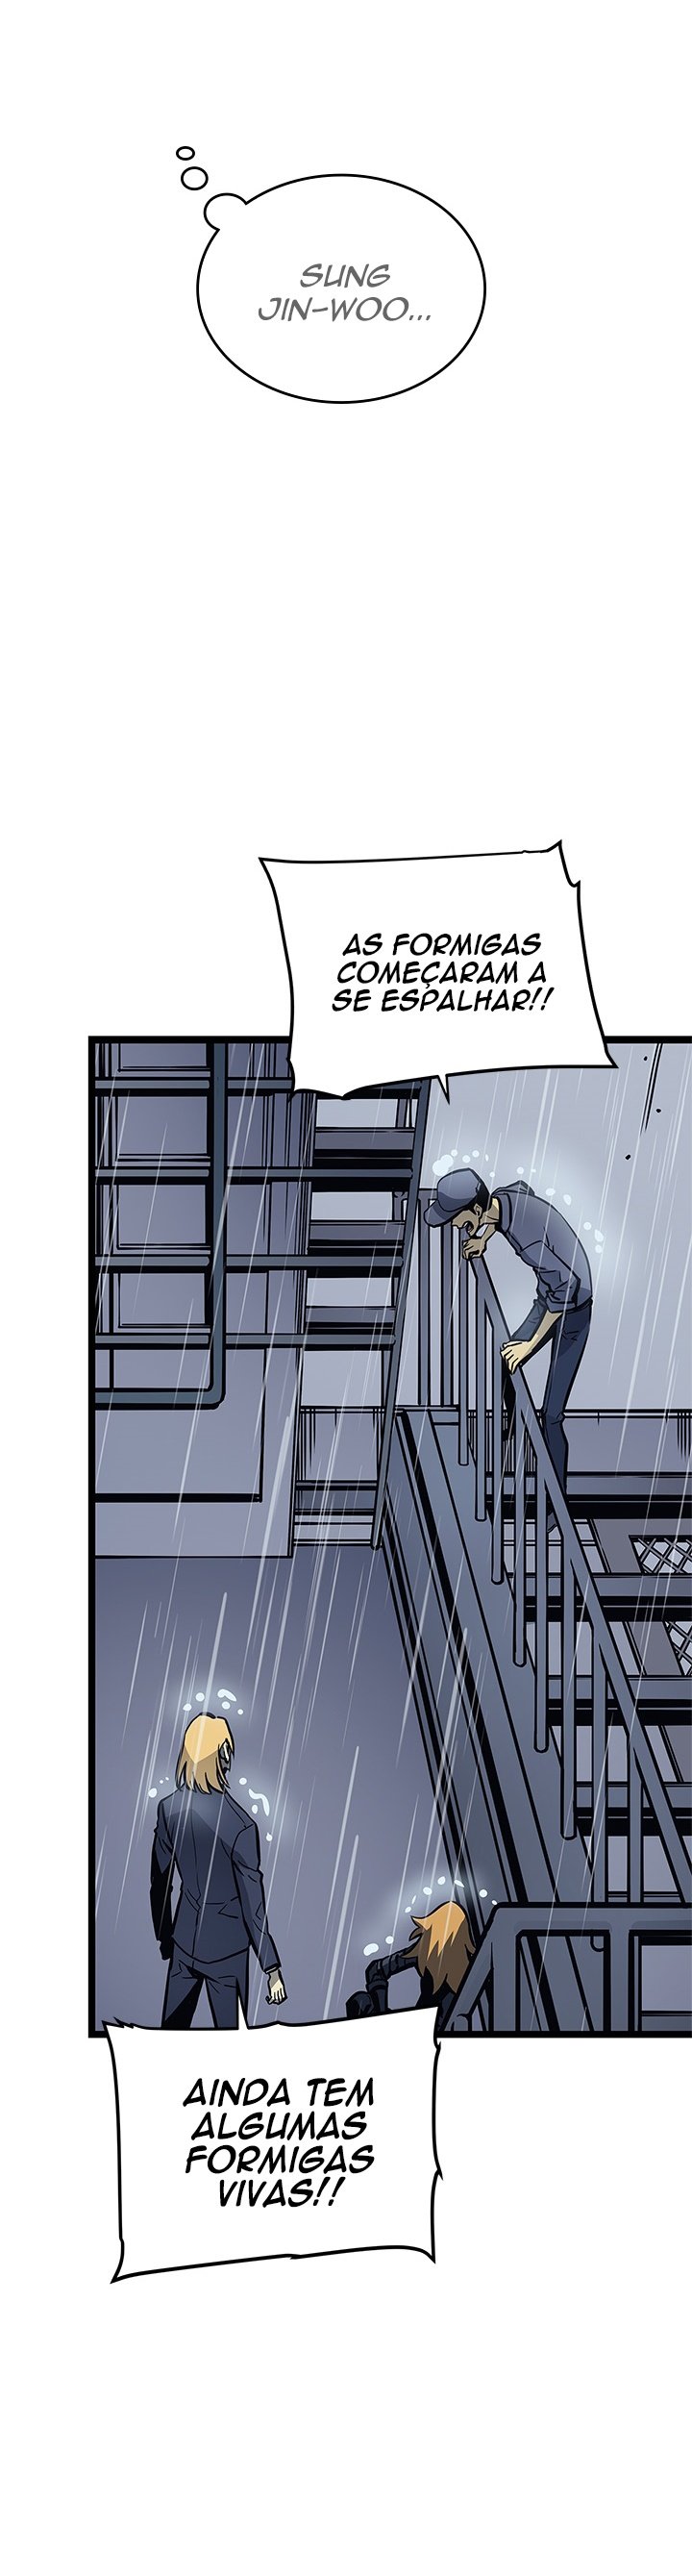 SUNG
JIN-WOO...
AS FORMIGAS
COMEÇARAM A
SE ESPALHAR!!
AINDA TEM
ALGUMAS
FORMIGAS
VIVAS!!